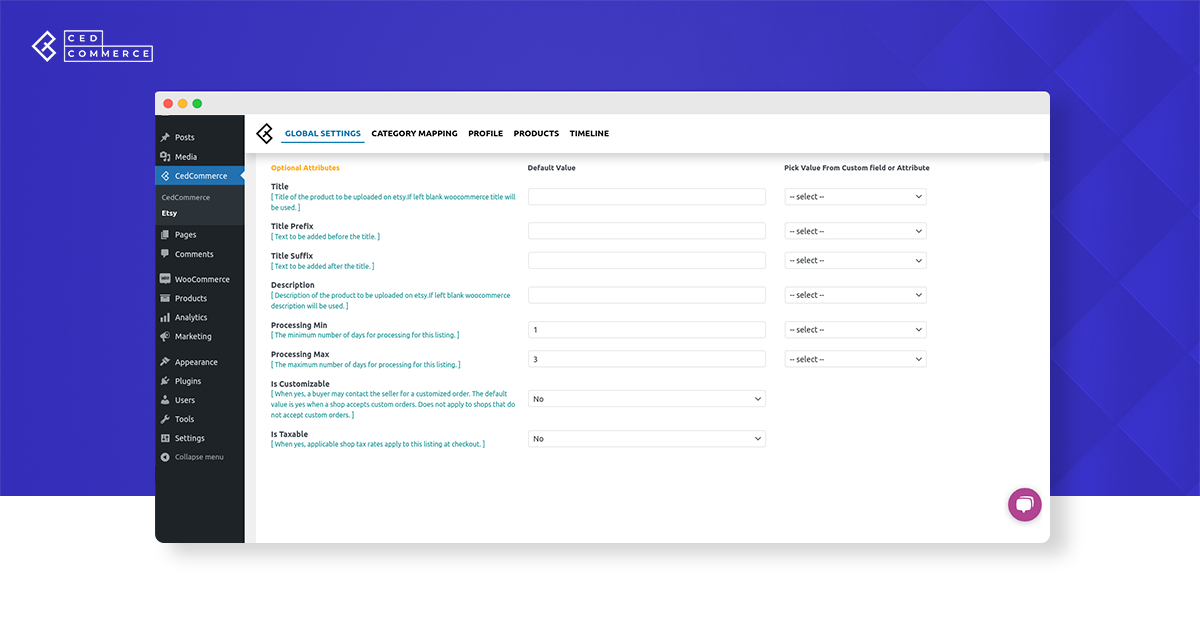 CED
COMMERCE
Posts
Media
CedCommerce
CedCommerce
Etsy
Pages
Comments
WooCommerce
Products
Analytics
Marketing
Appearance
Plugins
Users
Tools
Settings
Collapse menu
GLOBAL SETTINGS CATEGORY MAPPING PROFILE PRODUCTS TIMELINE
Optional Attributes Default Value Pick Value From Custom field or Attribute
Title
[ Title of the product to be uploaded on etsy.If left blank woocommerce title will
be used. ]
-- select --
Title Prefix
[ Text to be added before the title. ]
-- select --
Title Suffix
[ Text to be added after the title. ]
-- select --
Description
[ Description of the product to be uploaded on etsy.If left blank woocommerce
description will be used. ]
-- select --
Processing Min
[ The minimum number of days for processing for this listing. ]
1 -- select --
Processing Max
[ The maximum number of days for processing for this listing. ]
3 -- select --
Is Customizable
[ When yes, a buyer may contact the seller for a customized order. The default
value is yes when a shop accepts custom orders. Does not apply to shops that do
not accept custom orders. ]
No
Is Taxable
[ When yes, applicable shop tax rates apply to this listing at checkout. ]
No